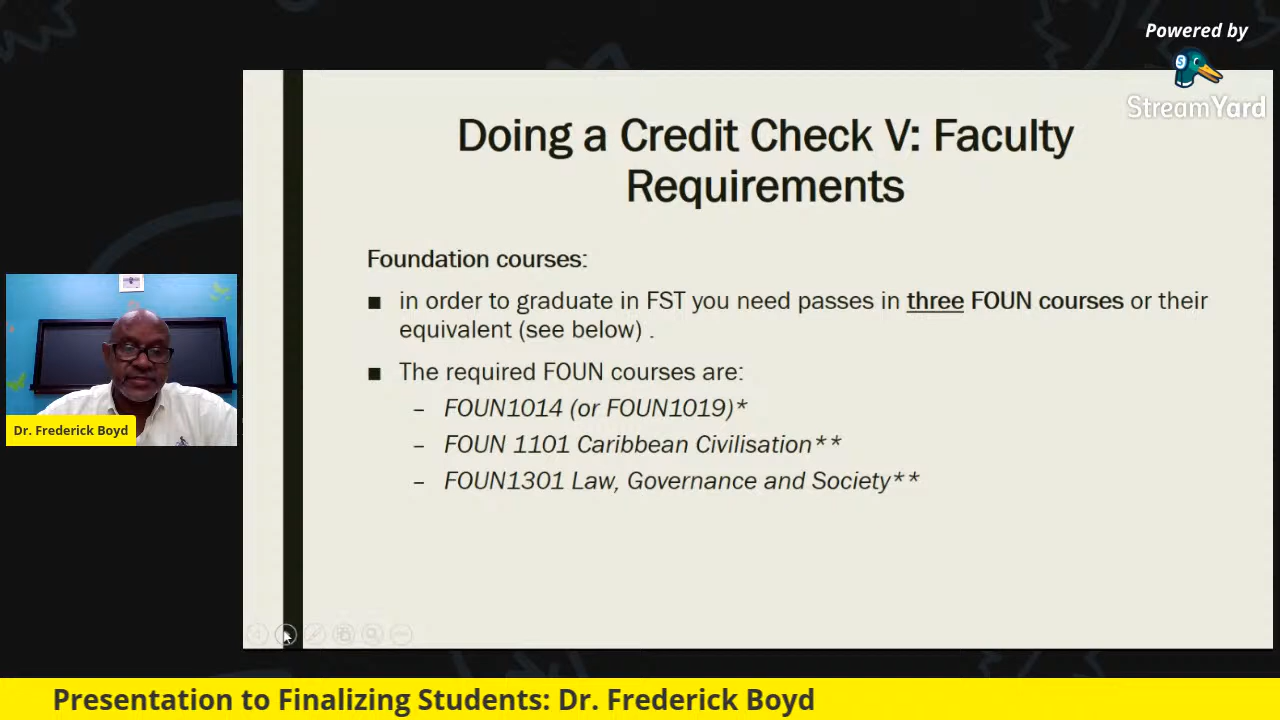 Powered by
StreamYard
Doing a Credit Check V: Faculty
Requirements
Foundation courses:
■ in order to graduate in FST you need passes in three FOUN courses or their
equivalent (see below) .
■ The required FOUN courses are:
– FOUN1014 (or FOUN1019)*
– FOUN 1101 Caribbean Civilisation**
– FOUN1301 Law, Governance and Society**
Dr. Frederick Boyd
Presentation to Finalizing Students: Dr. Frederick Boyd